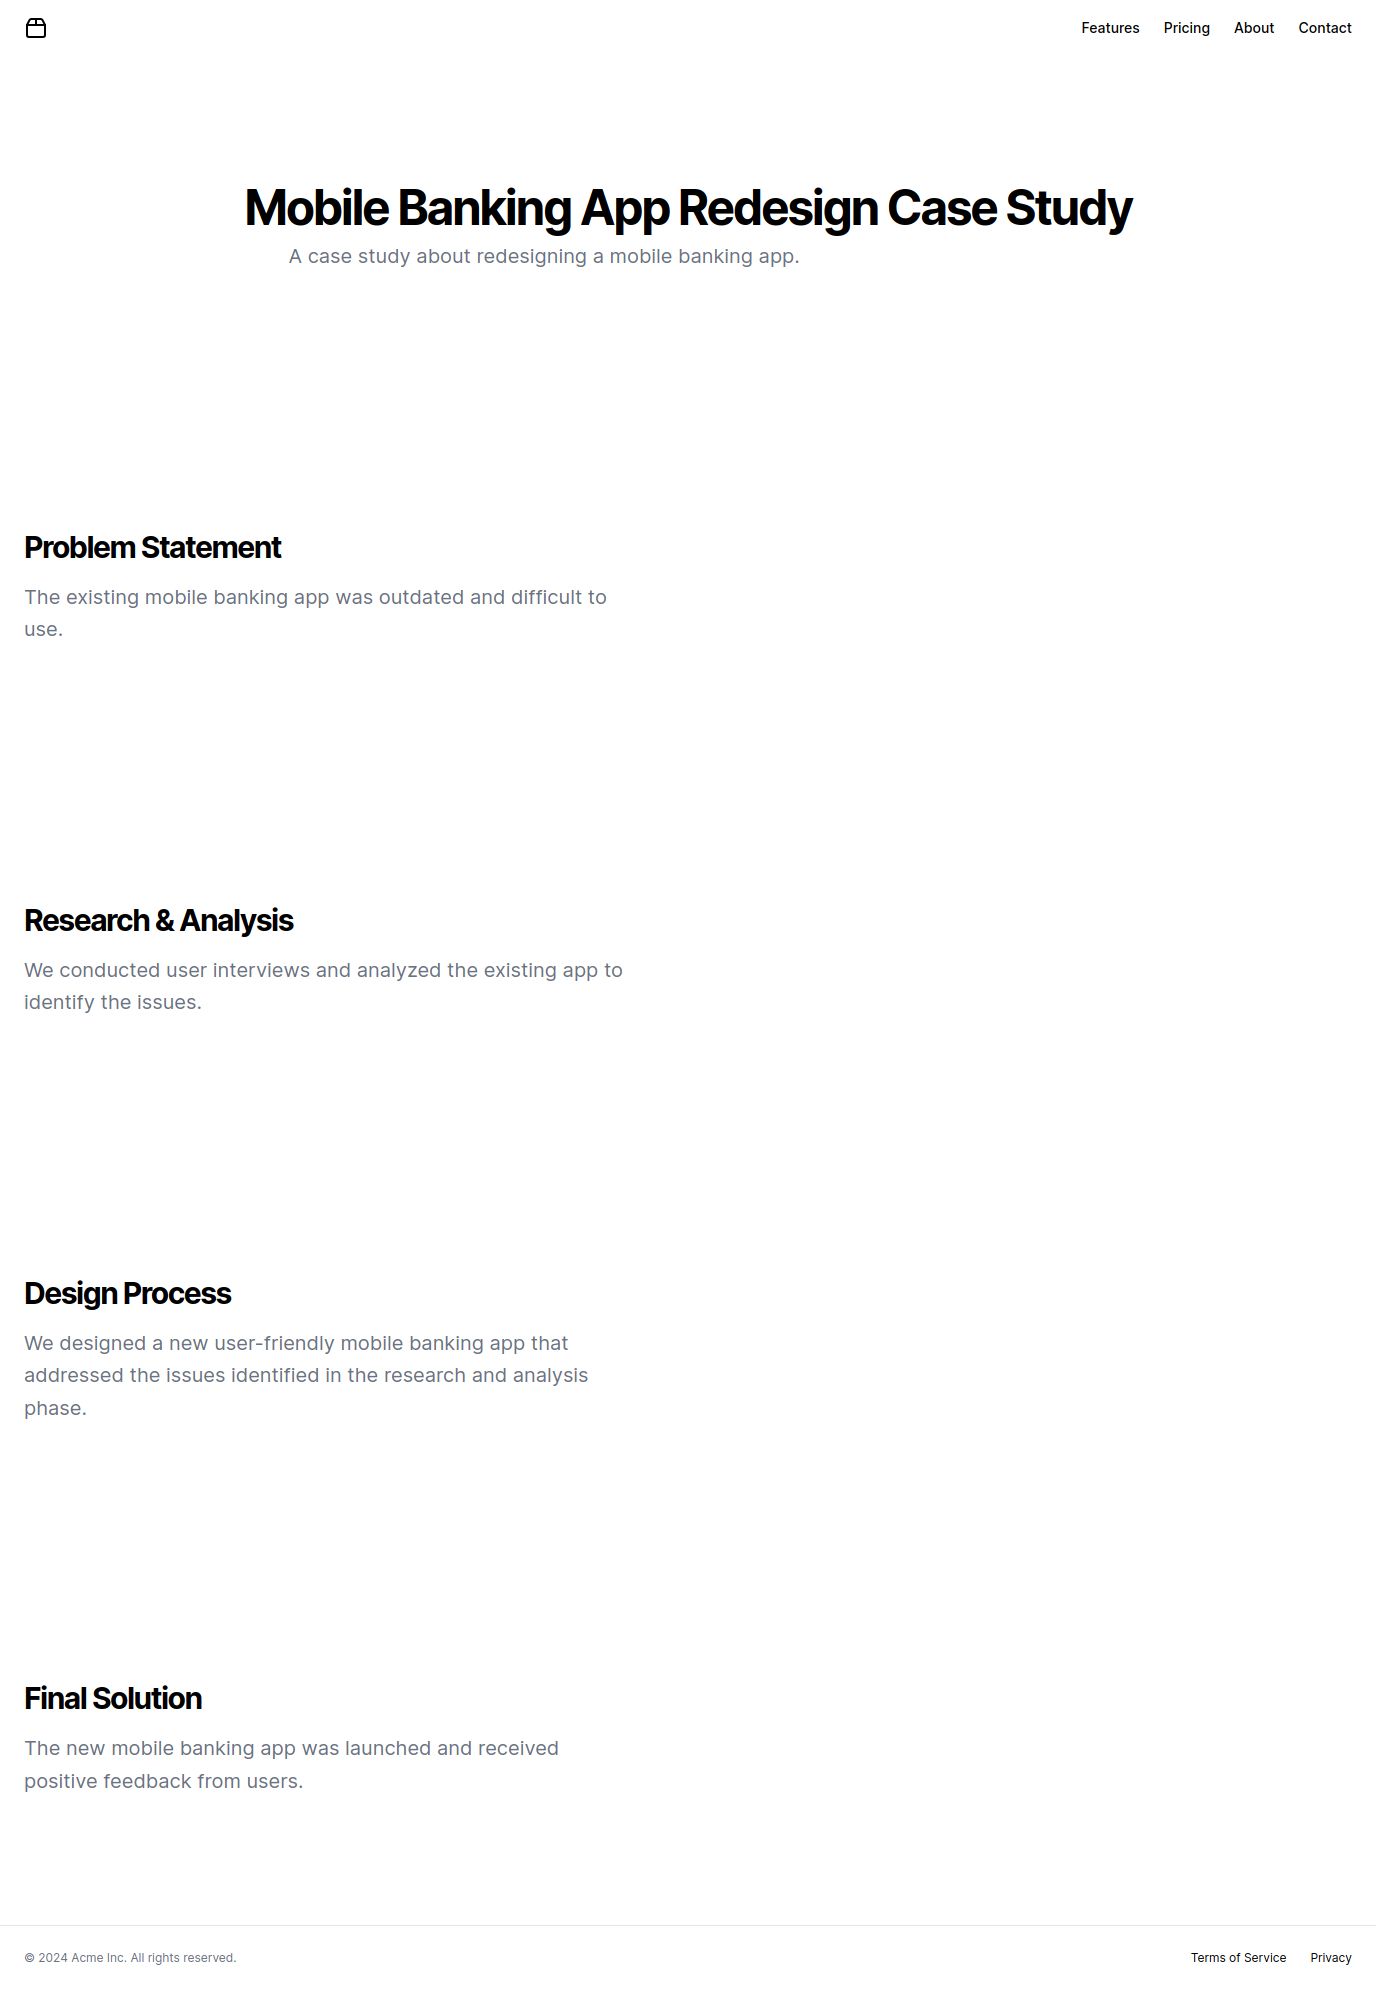 Features Pricing About Contact
Mobile Banking App Redesign Case Study
A case study about redesigning a mobile banking app.
Problem Statement
The existing mobile banking app was outdated and difficult to
use.
Research & Analysis
We conducted user interviews and analyzed the existing app to
identify the issues.
Design Process
We designed a new user-friendly mobile banking app that
addressed the issues identified in the research and analysis
phase.
Final Solution
The new mobile banking app was launched and received
positive feedback from users.
© 2024 Acme Inc. All rights reserved. Terms of Service Privacy